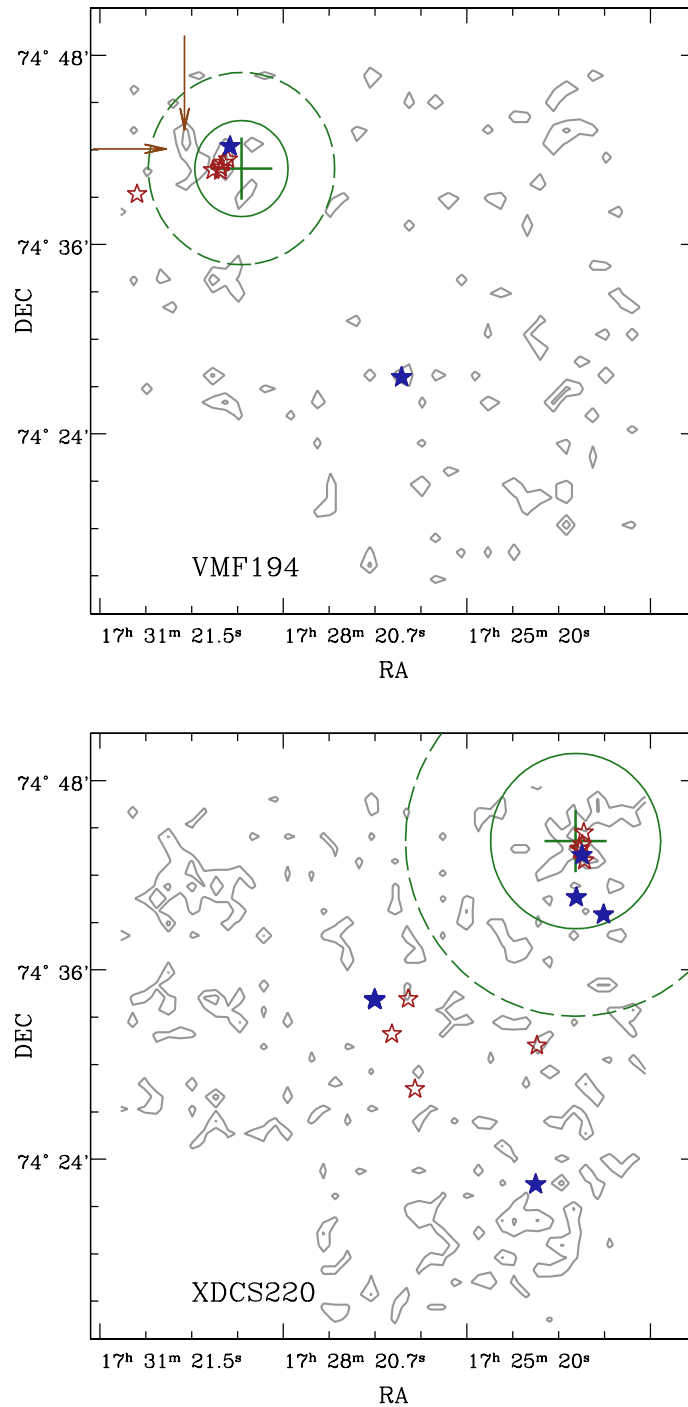 74° 48'
74° 36'
DEC
74° 24'
VMF194
17ʰ 31ᵐ 21.5ˢ 17ʰ 28ᵐ 20.7ˢ 17ʰ 25ᵐ 20ˢ
RA
74° 48'
74° 36'
DEC
74° 24'
XDCS220
17ʰ 31ᵐ 21.5ˢ 17ʰ 28ᵐ 20.7ˢ 17ʰ 25ᵐ 20ˢ
RA